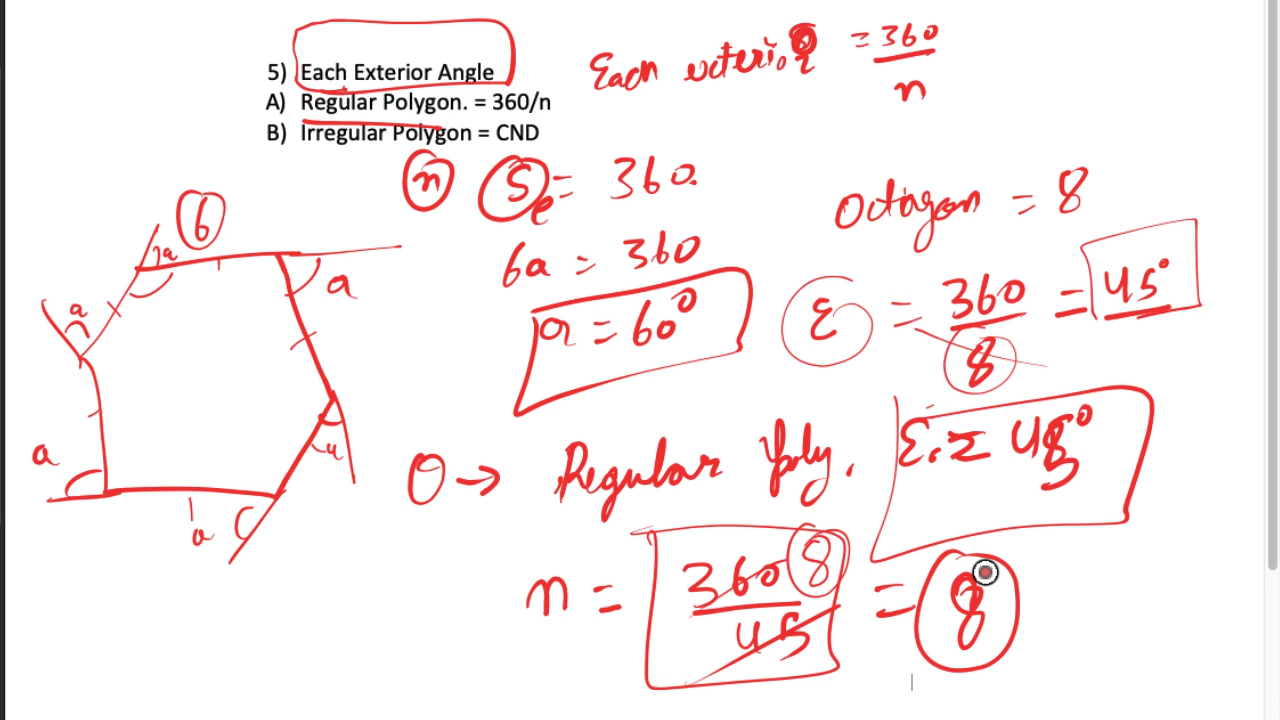 5) Each Exterior Angle
A) Regular Polygon. = 360/n
B) Irregular Polygon = CND
Each exterior = 360/n
n Se = 360.
6a = 360
a = 60°
Octagon = 8
E = 360/8 = 45°
6
a
a
a
a
a
a
θ → Regular Poly. E. = 45°
n = 360/45 8 = 8